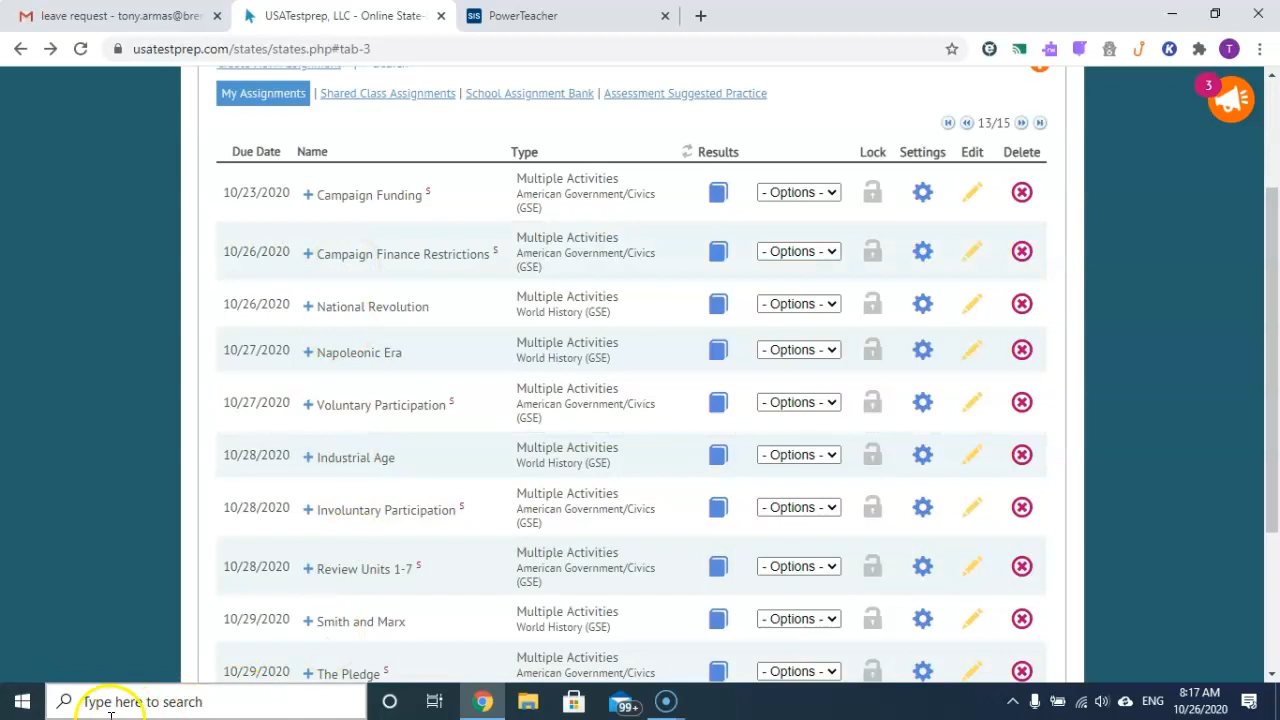 leave request - tony.armas@bre
USATestprep, LLC - Online State-
SIS PowerTeacher
usatestprep.com/states/states.php#tab-3
T
3
My Assignments | Shared Class Assignments | School Assignment Bank | Assessment Suggested Practice
13/15
Due Date Name Type Results Lock Settings Edit Delete
10/23/2020 Campaign Funding S Multiple Activities - Options -
American Government/Civics
(GSE)
10/26/2020 Campaign Finance Restrictions S Multiple Activities - Options -
American Government/Civics
(GSE)
10/26/2020 National Revolution Multiple Activities - Options -
World History (GSE)
10/27/2020 Napoleonic Era Multiple Activities - Options -
World History (GSE)
10/27/2020 Voluntary Participation S Multiple Activities - Options -
American Government/Civics
(GSE)
10/28/2020 Industrial Age Multiple Activities - Options -
World History (GSE)
10/28/2020 Involuntary Participation S Multiple Activities - Options -
American Government/Civics
(GSE)
10/28/2020 Review Units 1-7 S Multiple Activities - Options -
American Government/Civics
(GSE)
10/29/2020 Smith and Marx Multiple Activities - Options -
World History (GSE)
10/29/2020 The Pledge S Multiple Activities - Options -
American Government/Civics
Type here to search
99+
ENG
8:17 AM
10/26/2020